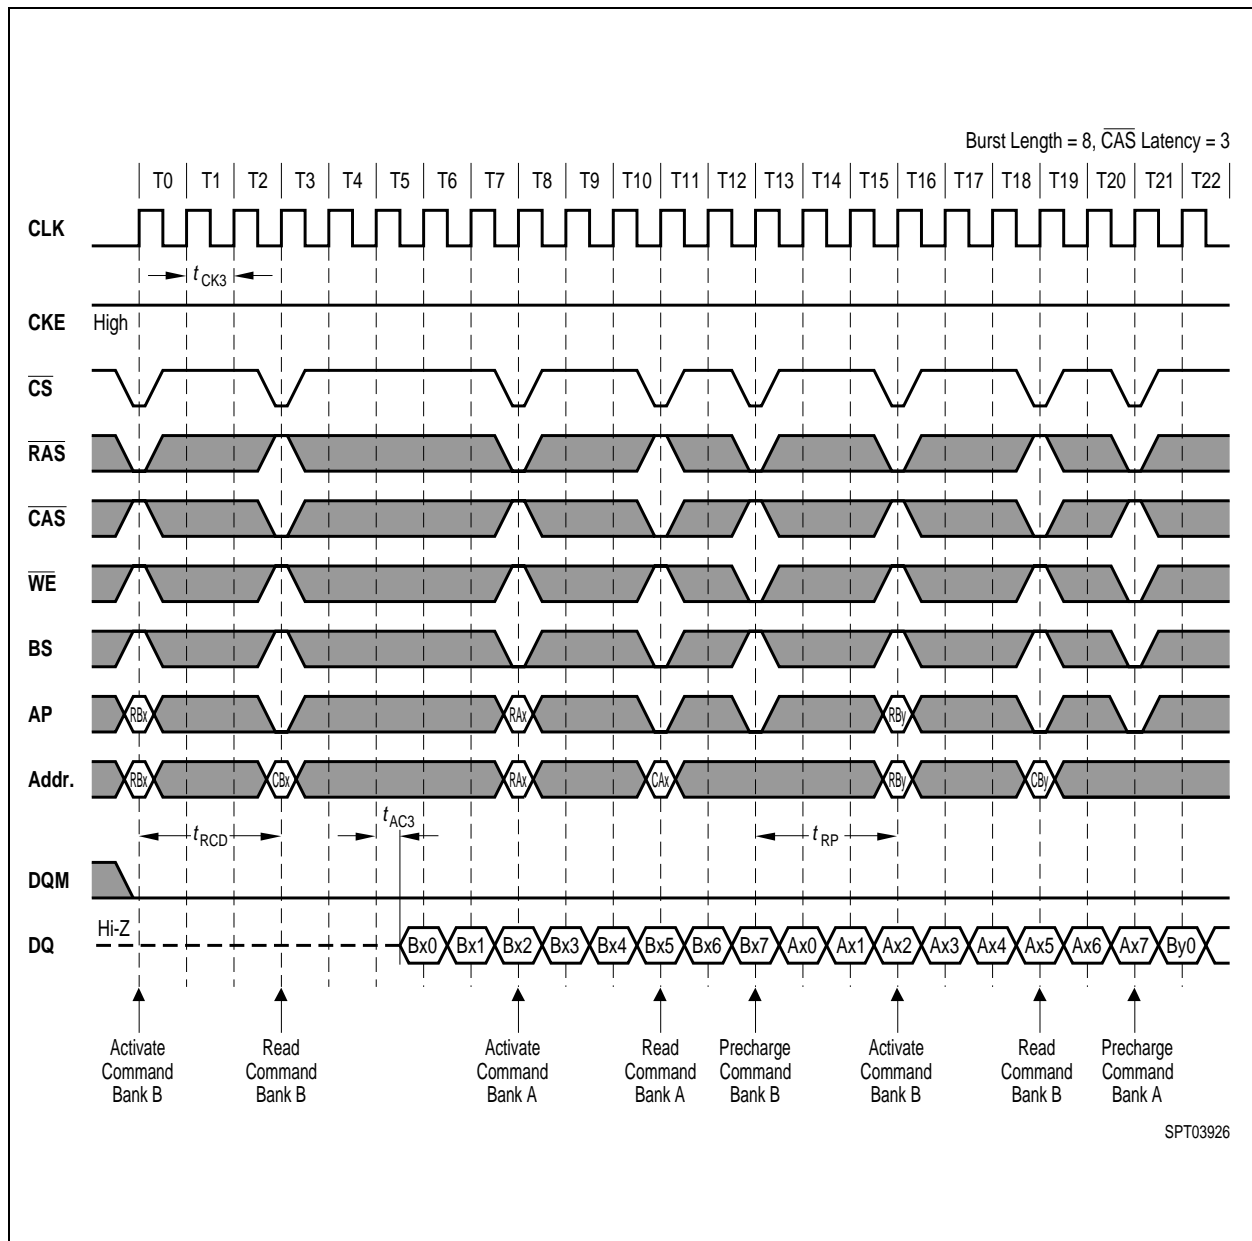 Burst Length = 8, CAS Latency = 3
T0 T1 T2 T3 T4 T5 T6 T7 T8 T9 T10 T11 T12 T13 T14 T15 T16 T17 T18 T19 T20 T21 T22
CLK
t CK3
CKE High
CS
RAS
CAS
WE
BS
AP RBx RAx RBy
Addr. RBx CBx RAx CAx RBy CBy
t RCD t AC3 t RP
DQM
Hi-Z
DQ Bx0 Bx1 Bx2 Bx3 Bx4 Bx5 Bx6 Bx7 Ax0 Ax1 Ax2 Ax3 Ax4 Ax5 Ax6 Ax7 By0
Activate Read Activate Read Precharge Activate Read Precharge
Command Command Command Command Command Command Command Command
Bank B Bank B Bank A Bank A Bank B Bank B Bank B Bank A
SPT03926